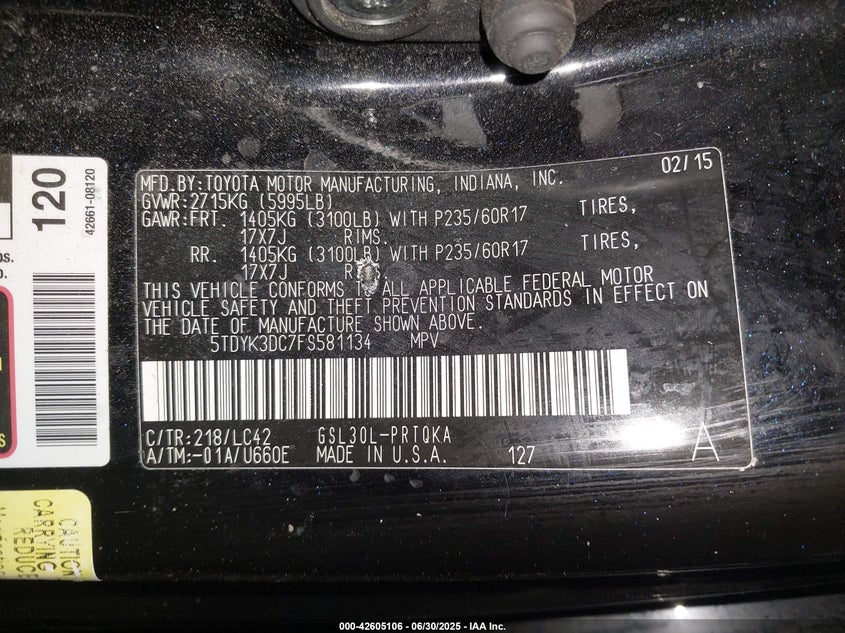 02/15
MFD.BY:TOYOTA MOTOR MANUFACTURING, INDIANA, INC.
GVWR:2715KG (5995LB)
GAWR:FRT. 1405KG (3100LB) WITH P235/60R17 TIRES,
17X7J RIMS.
RR. 1405KG (3100LB) WITH P235/60R17 TIRES,
17X7J
THIS VEHICLE CONFORMS TO ALL APPLICABLE FEDERAL MOTOR
VEHICLE SAFETY AND THEFT PREVENTION STANDARDS IN EFFECT ON
THE DATE OF MANUFACTURE SHOWN ABOVE.
5TDYK3DC7FS581134 MPV
C/TR:218/LC42 GSL30L-PRTQKA
A/TM:-01A/U660E MADE IN U.S.A. 127 A
120
42661-08120
CAUTION
CARRYING
REDUCE
000-42605106 - 06/30/2025 - IAA Inc.